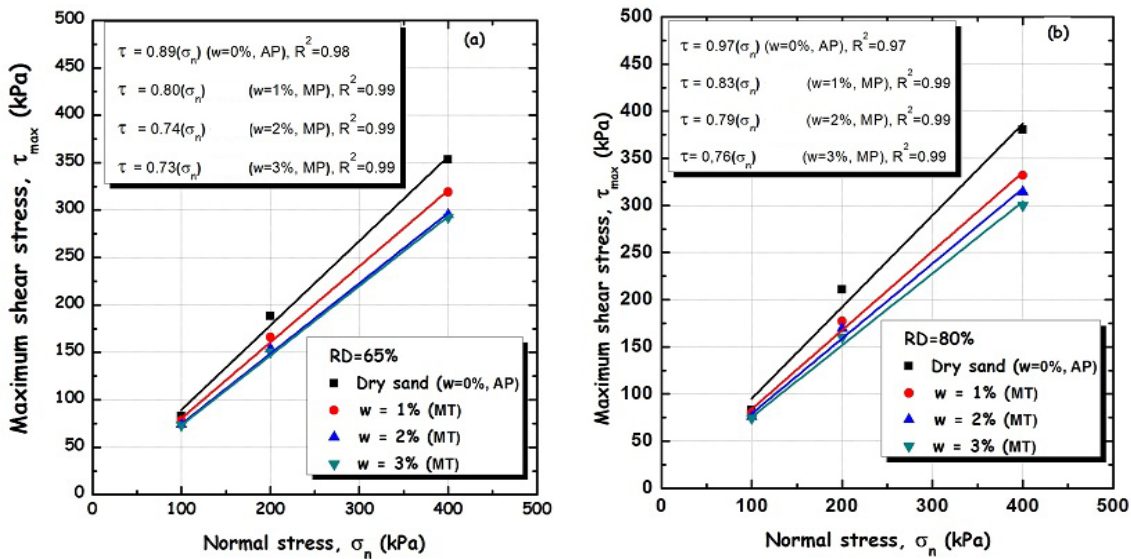 500
450
400
350
300
250
200
150
100
50
0
Maximum shear stress, τmax (kPa)
(a)
τ = 0.89(σn) (w=0%, AP), R²=0.98
τ = 0.80(σn) (w=1%, MP), R²=0.99
τ = 0.74(σn) (w=2%, MP), R²=0.99
τ = 0.73(σn) (w=3%, MP), R²=0.99
RD=65%
Dry sand (w=0%, AP)
w = 1% (MT)
w = 2% (MT)
w = 3% (MT)
0 100 200 300 400 500
Normal stress, σn (kPa)
500
450
400
350
300
250
200
150
100
50
0
Maximum shear stress, τmax (kPa)
(b)
τ = 0.97(σn) (w=0%, AP), R²=0.97
τ = 0.83(σn) (w=1%, MP), R²=0.99
τ = 0.79(σn) (w=2%, MP), R²=0.99
τ= 0,76(σn) (w=3%, MP), R²=0.99
RD=80%
Dry sand (w=0%, AP)
w = 1% (MT)
w = 2% (MT)
w = 3% (MT)
0 100 200 300 400 500
Normal stress, σn (kPa)